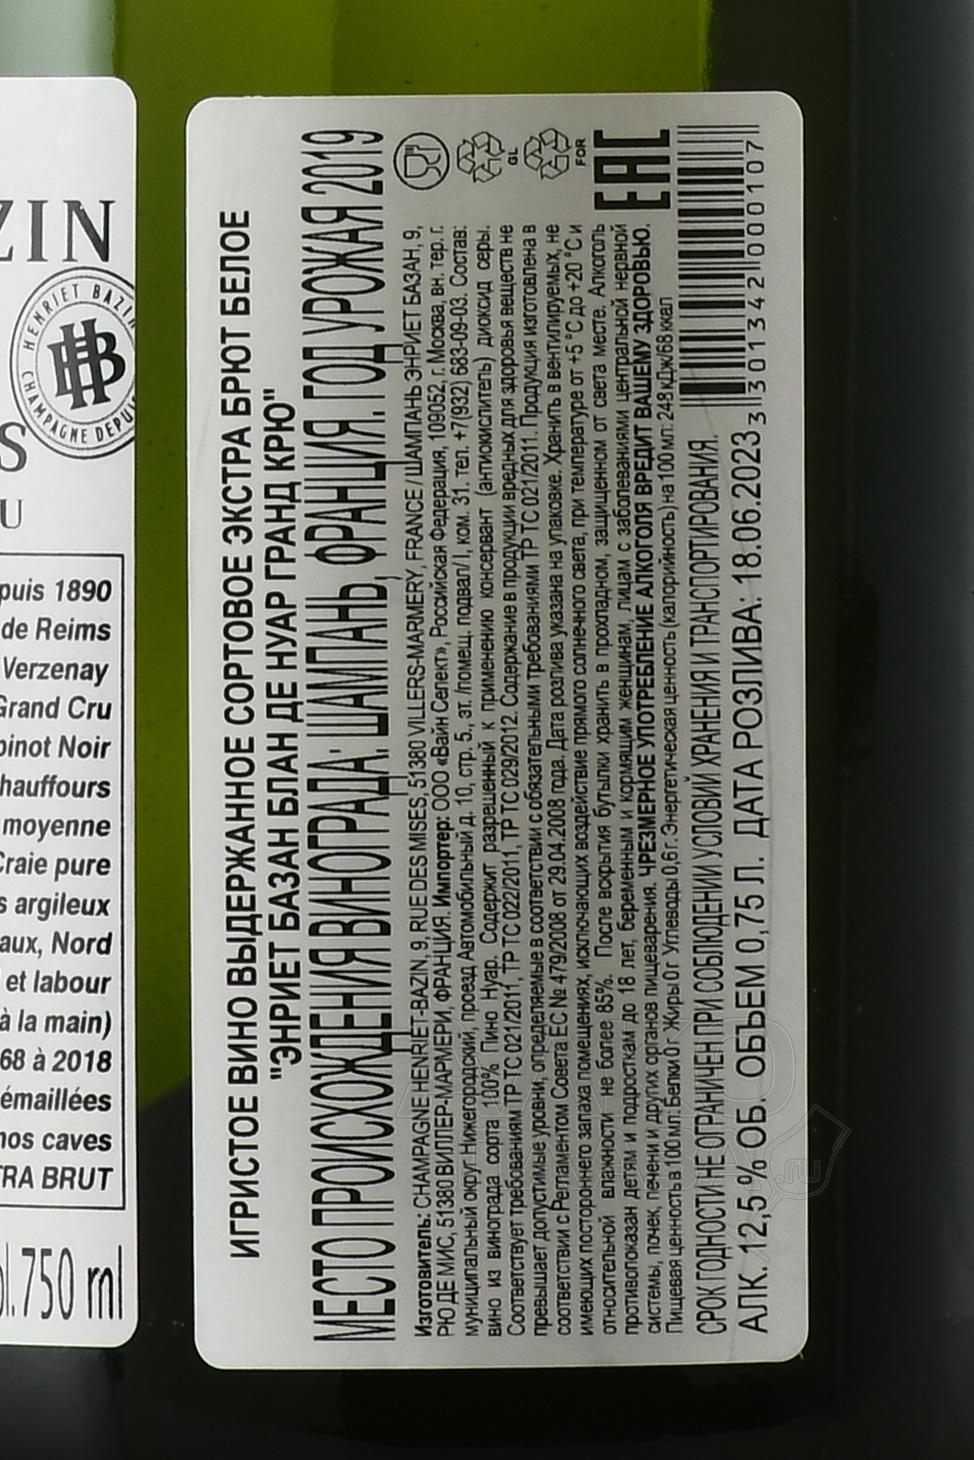 ZIN
HENRIET BAZIN
CHAMPAGNE DEPUIS
HB
S
U
puis 1890
de Reims
Verzenay
Grand Cru
pinot Noir
hauffours
moyenne
Craie pure
s argileux
aux, Nord
et labour
à la main)
68 à 2018
émaillées
nos caves
TRA BRUT
ol.750 ml
ИГРИСТОЕ ВИНО ВЫДЕРЖАННОЕ СОРТОВОЕ ЭКСТРА БРЮТ БЕЛОЕ
"ЭНРИЕТ БАЗАН БЛАН ДЕ НУАР ГРАНД КРЮ"
МЕСТО ПРОИСХОЖДЕНИЯ ВИНОГРАДА: ШАМПАНЬ, ФРАНЦИЯ. ГОД УРОЖАЯ 2019
Изготовитель: CHAMPAGNE HENRIET-BAZIN, 9, RUE DES MISES, 51380 VILLERS-MARMERY, FRANCE / ШАМПАНЬ ЭНРИЕТ БАЗАН, 9,
РЮ ДЕ МИС, 51380 ВИЛЛЕР-МАРМЕРИ, ФРАНЦИЯ. Импортер: ООО «Вайн Селект», Российская Федерация, 109052, г. Москва, вн. тер. г.
муниципальный округ Нижегородский, проезд Автомобильный д. 10, стр. 5., эт. /помещ. подвал/ I, ком. 31. тел. +7(932) 683-09-03. Состав:
вино из винограда сорта 100% Пино Нуар. Содержит разрешенный к применению консервант (антиокислитель) диоксид серы.
Соответствует требованиям ТР ТС 021/2011, ТР ТС 022/2011, ТР ТС 029/2012. Содержание в продукции вредных для здоровья веществ не
превышает допустимые уровни, определяемые в соответствии с обязательными требованиями ТР ТС 021/2011. Продукция изготовлена в
соответствии с Регламентом Совета ЕС № 479/2008 от 29.04.2008 года. Дата розлива указана на упаковке. Хранить в вентилируемых, не
имеющих постороннего запаха помещениях, исключающих воздействие прямого солнечного света, при температуре от +5 °С до +20 °С и
относительной влажности не более 85%. После вскрытия бутылки хранить в прохладном, защищенном от света месте. Алкоголь
противопоказан детям и подросткам до 18 лет, беременным и кормящим женщинам, лицам с заболеваниями центральной нервной
системы, почек, печени и других органов пищеварения. ЧРЕЗМЕРНОЕ УПОТРЕБЛЕНИЕ АЛКОГОЛЯ ВРЕДИТ ВАШЕМУ ЗДОРОВЬЮ.
Пищевая ценность в 100 мл: Белки 0 г Жиры 0 г Углеводы 0,6 г. Энергетическая ценность (калорийность) на 100 мл: 248 кДж/68 ккал
СРОК ГОДНОСТИ НЕ ОГРАНИЧЕН ПРИ СОБЛЮДЕНИИ УСЛОВИЙ ХРАНЕНИЯ И ТРАНСПОРТИРОВАНИЯ.
АЛК. 12,5 % ОБ. ОБЪЕМ 0,75 Л. ДАТА РОЗЛИВА: 18.06.2023
GL
FOR
EAC
3 301342 000107
.ru